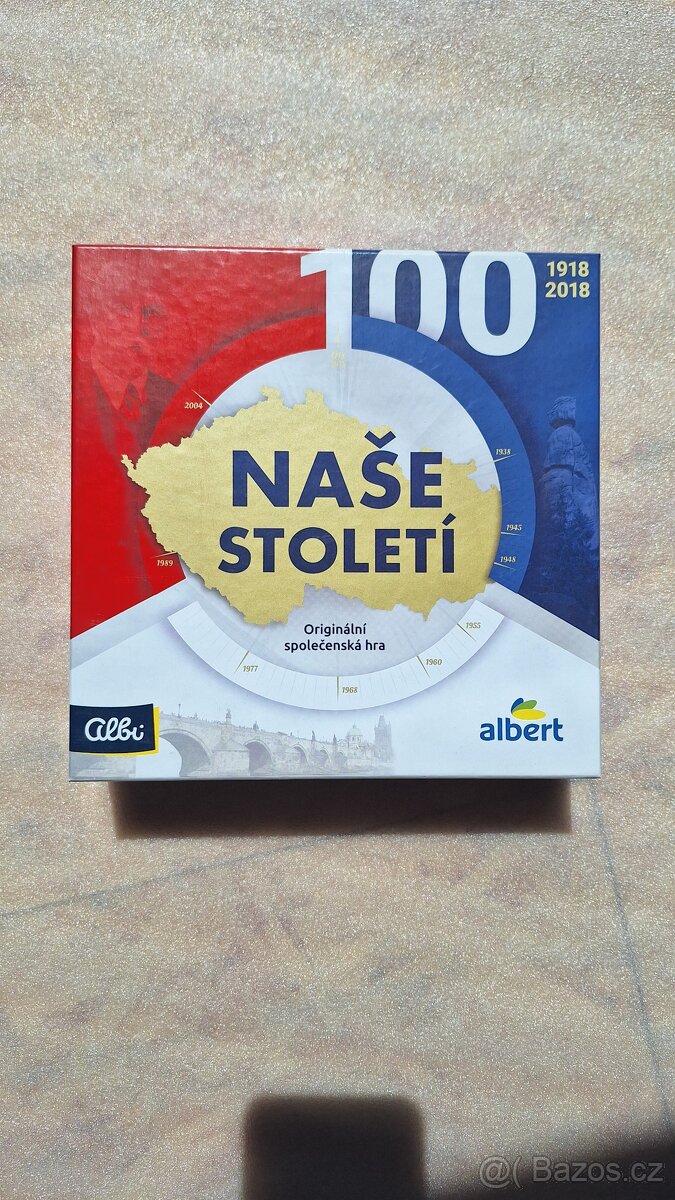 100
1918
2018
2004
1938
NAŠE
STOLETÍ
1945
1989
1948
Originální
společenská hra
1955
1977
1960
1968
Albi
albert
@( Bazos.cz